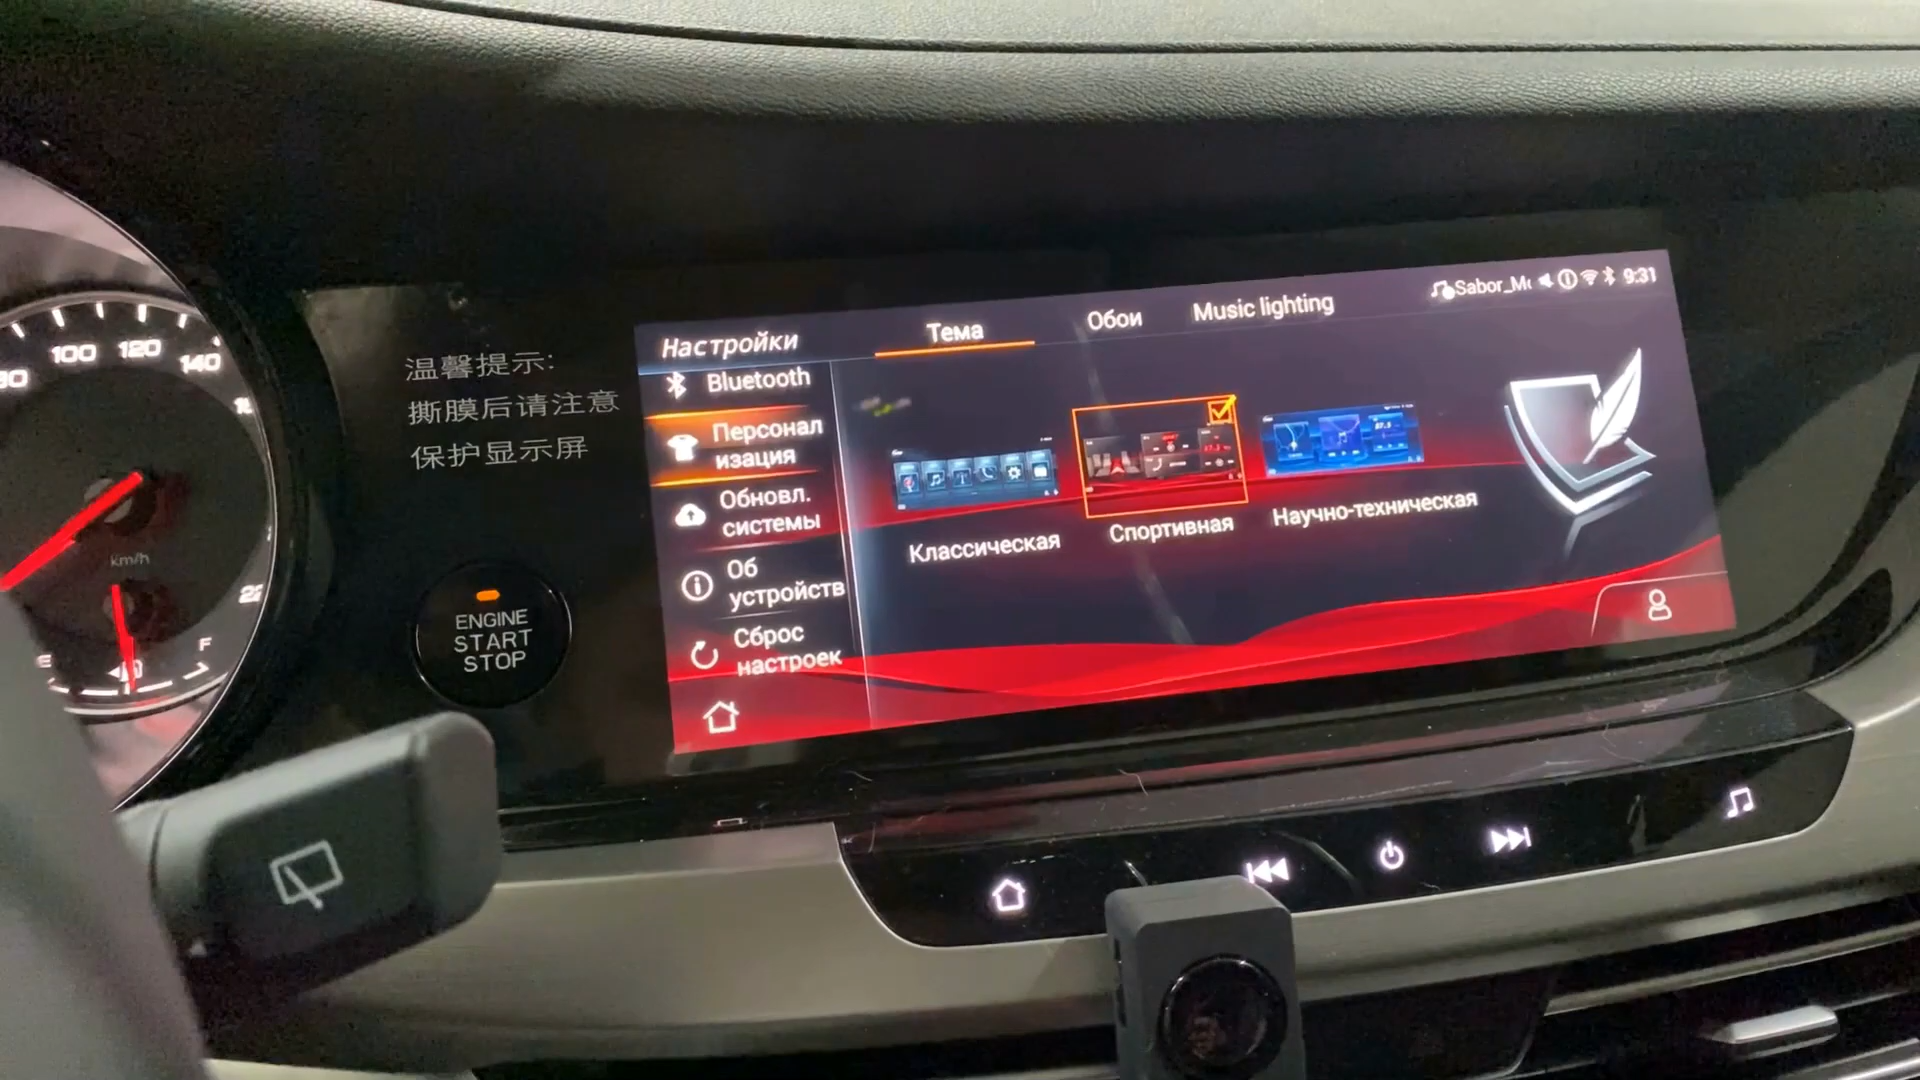 100
120
140
km/h
E
F
温馨提示:
撕膜后请注意
保护显示屏
ENGINE
START
STOP
Настройки
Тема
Обои
Music lighting
9:31
Bluetooth
Персонал
изация
Обновл.
системы
Об
устройств
Сброс
настроек
Классическая
Спортивная
Научно-техническая